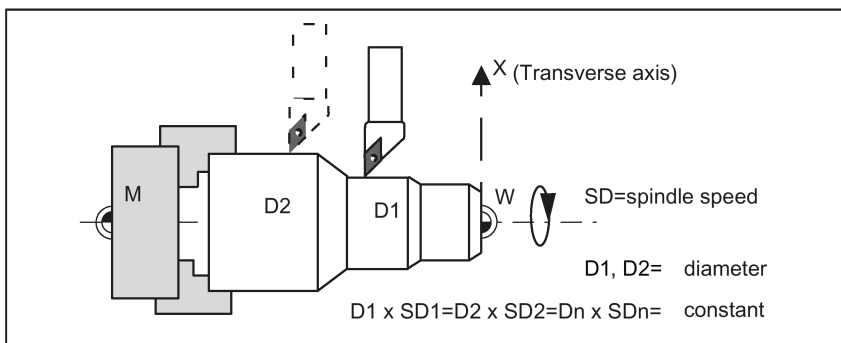 X (Transverse axis)
M
D2
D1
W
SD=spindle speed
D1, D2= diameter
D1 x SD1=D2 x SD2=Dn x SDn= constant